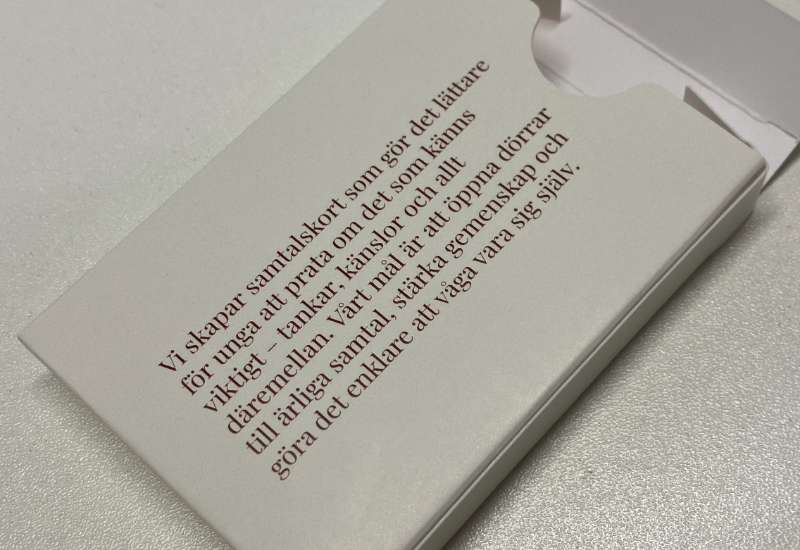 Vi skapar samtalskort som gör det lättare
för unga att prata om det som känns
viktigt – tankar, känslor och allt
däremellan. Vårt mål är att öppna dörrar
till ärliga samtal, stärka gemenskap och
göra det enklare att våga vara sig själv.